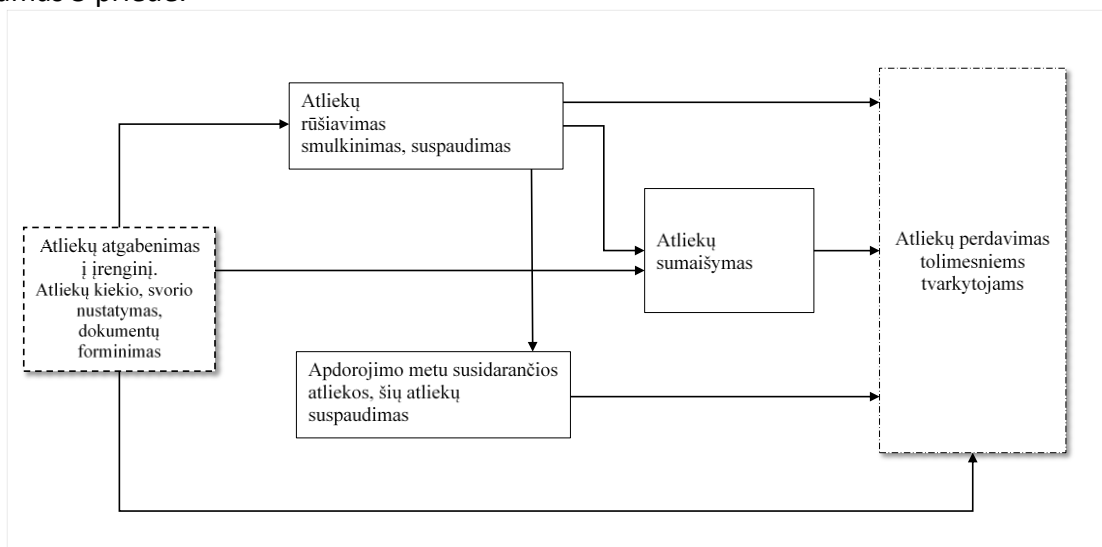 Atliekų
rūšiavimas
smulkinimas, suspaudimas
Atliekų atgabenimas
į įrenginį.
Atliekų kiekio, svorio
nustatymas,
dokumentų
forminimas
Atliekų
sumaišymas
Atliekų perdavimas
tolimesniems
tvarkytojams
Apdorojimo metu susidarančios
atliekos, šių atliekų
suspaudimas